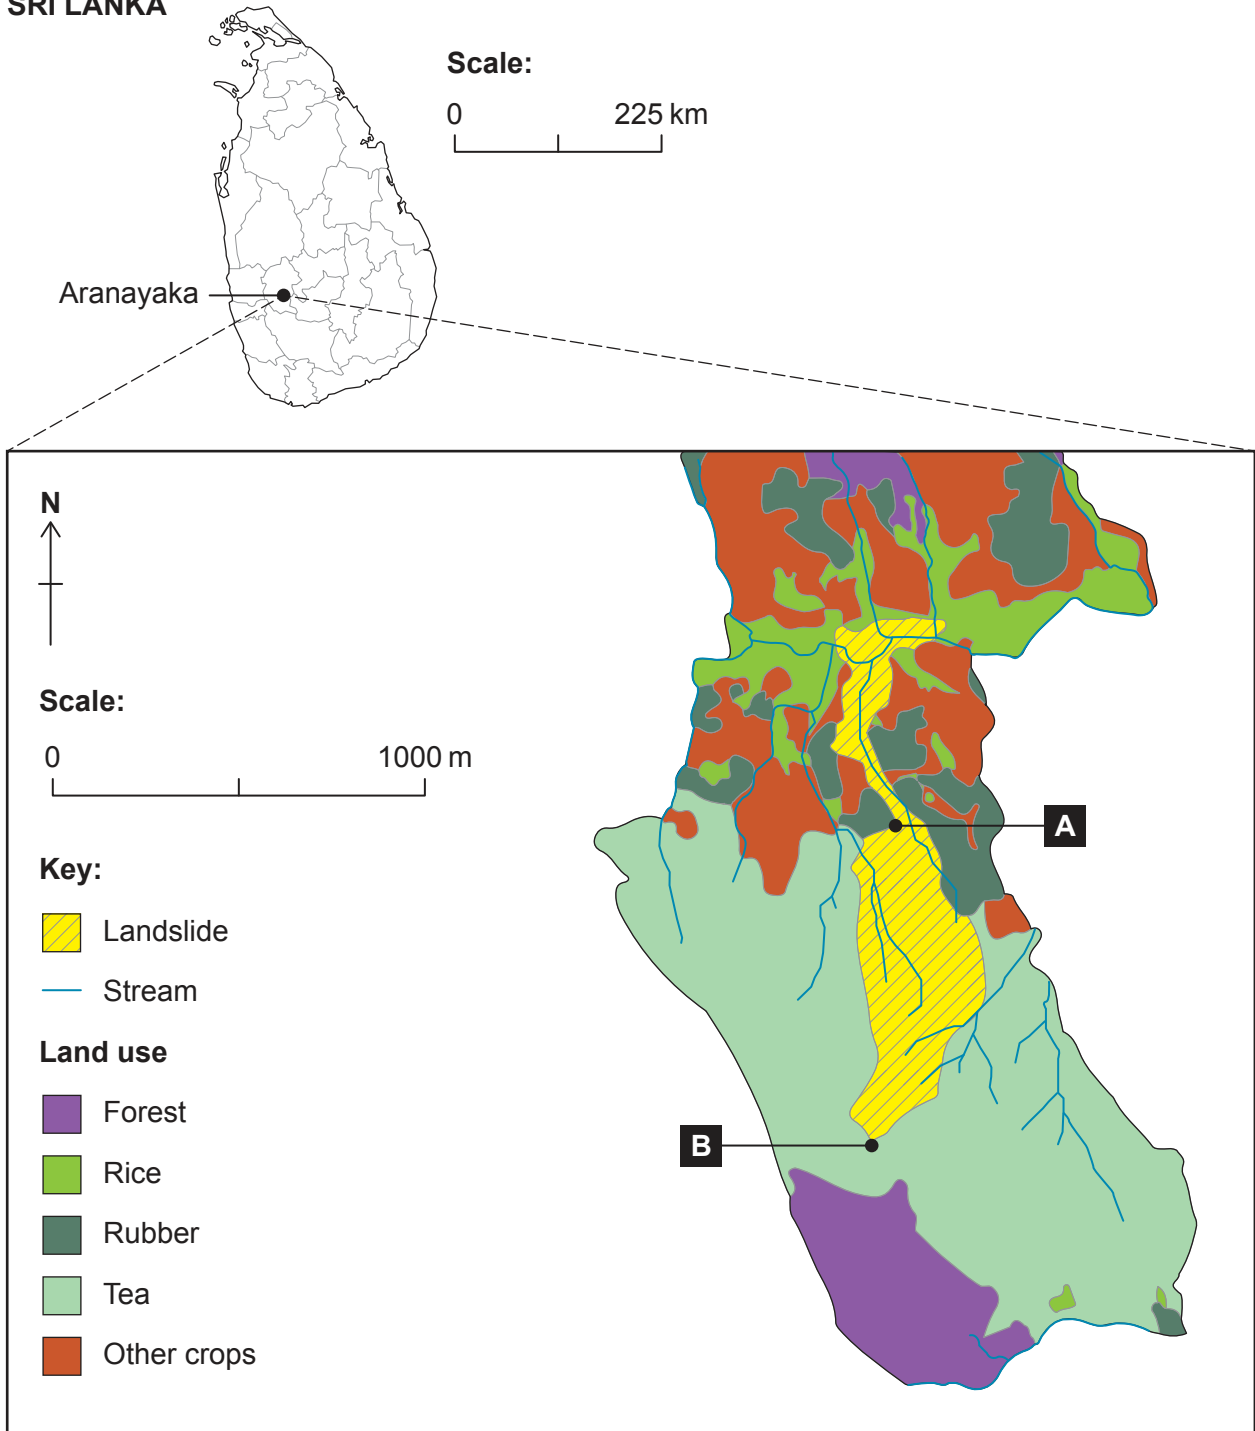 SRI LANKA
Scale:
0 225 km
Aranayaka
N
Scale:
0 1000 m
Key:
Landslide
Stream
Land use
Forest
Rice
Rubber
Tea
Other crops
A
B